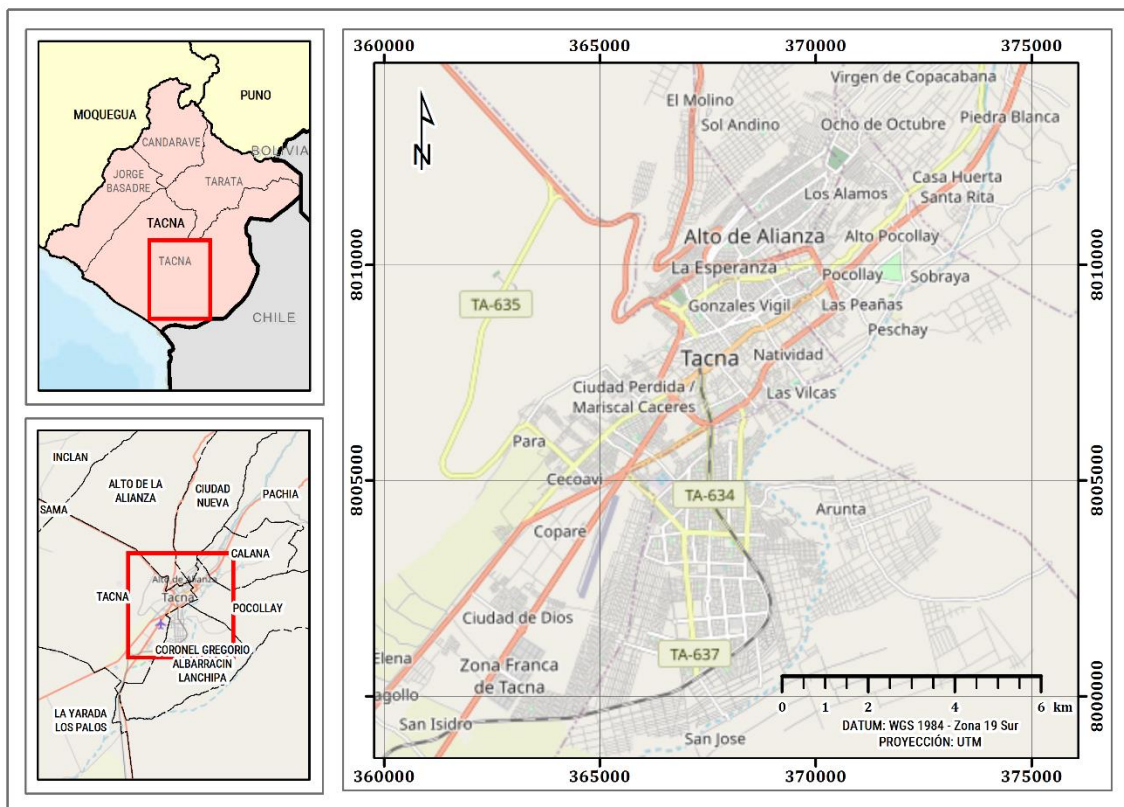 PUNO
MOQUEGUA
CANDARAVE
BOLIVIA
JORGE
BASADRE
TARATA
TACNA
TACNA
CHILE
INCLAN
ALTO DE LA
ALIANZA
CIUDAD
NUEVA
PACHIA
SAMA
CALANA
Alto de Alianza
TACNA
Tacna
POCOLLAY
CORONEL GREGORIO
ALBARRACIN
LANCHIPA
LA YARADA
LOS PALOS
360000
365000
370000
375000
N
Virgen de Copacabana
El Molino
Piedra Blanca
Sol Andino
Ocho de Octubre
Casa Huerta
Santa Rita
Los Alamos
Alto de Alianza
Alto Pocollay
8010000
8010000
La Esperanza
Pocollay
Sobraya
TA-635
Gonzales Vigil
Las Peañas
Peschay
Tacna
Natividad
Ciudad Perdida /
Mariscal Caceres
Las Vilcas
Para
Cecoavi
8005000
8005000
TA-634
Arunta
Copare
Ciudad de Dios
Elena
Zona Franca
de Tacna
TA-637
agollo
8000000
8000000
San Isidro
San Jose
0 1 2 4 6 km
DATUM: WGS 1984 - Zona 19 Sur
PROYECCIÓN: UTM
360000
365000
370000
375000